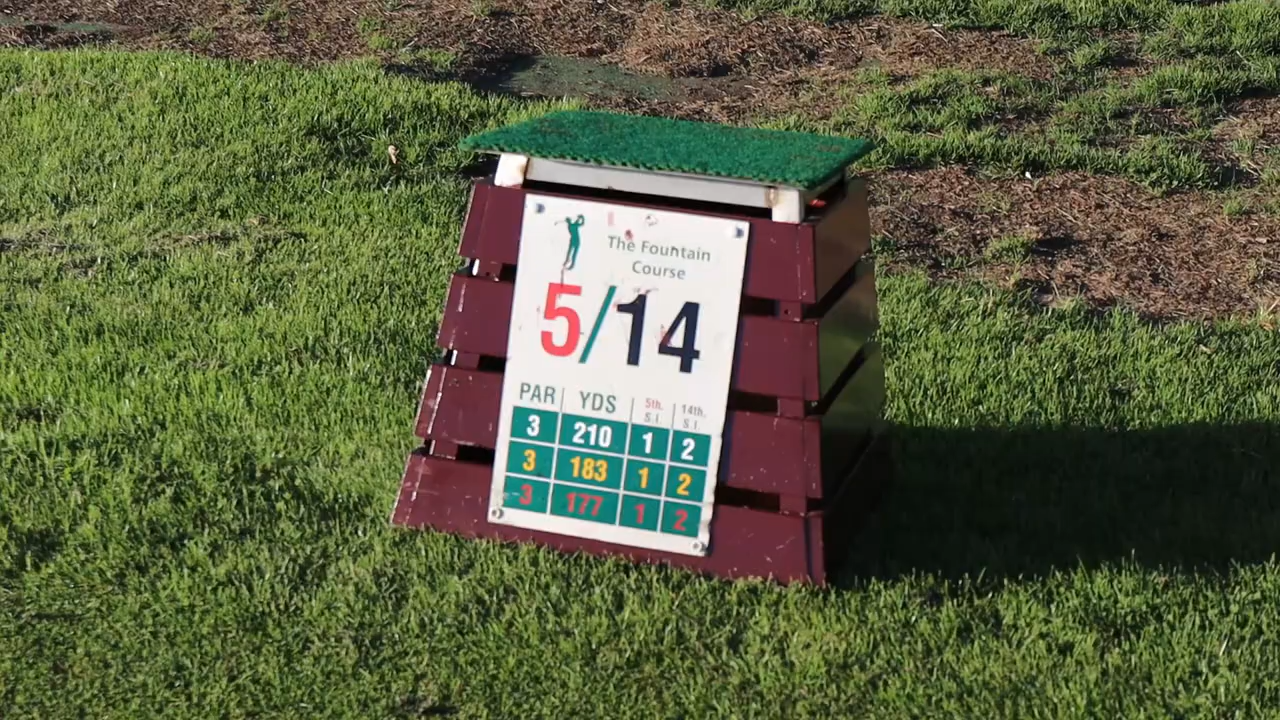 The Fountain
Course
5/14
PAR YDS 5th. S.I. 14th. S.I.
3 210 1 2
3 183 1 2
3 177 1 2